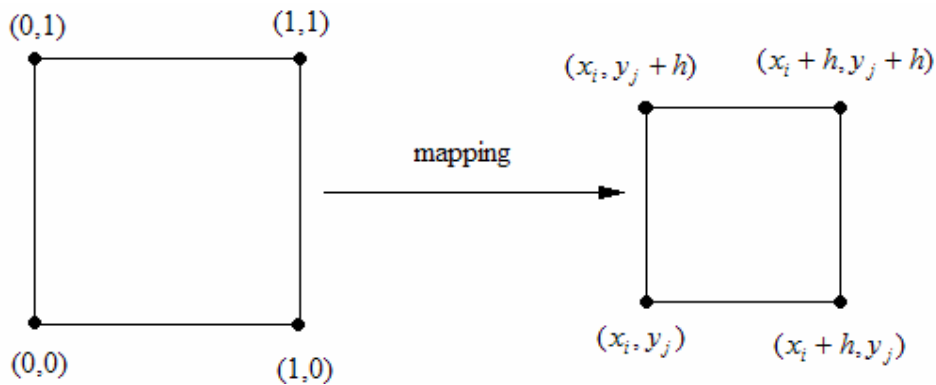 (0,1)
(1,1)
(x_i, y_j + h)
(x_i + h, y_j + h)
mapping
(0,0)
(1,0)
(x_i, y_j)
(x_i + h, y_j)